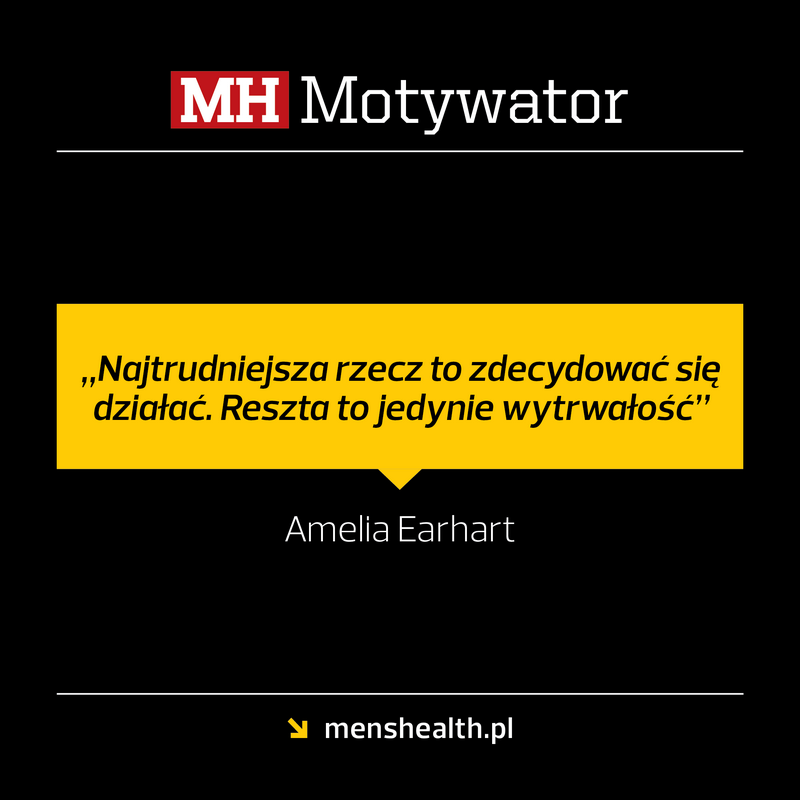 MH Motywator
„Najtrudniejsza rzecz to zdecydować się
działać. Reszta to jedynie wytrwałość”
Amelia Earhart
menshealth.pl